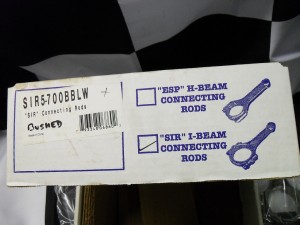 SIR5700BBLW
"SIR" Connecting Rods
BUSHED
"ESP" H-BEAM
CONNECTING
RODS
"SIR" I-BEAM
CONNECTING
RODS